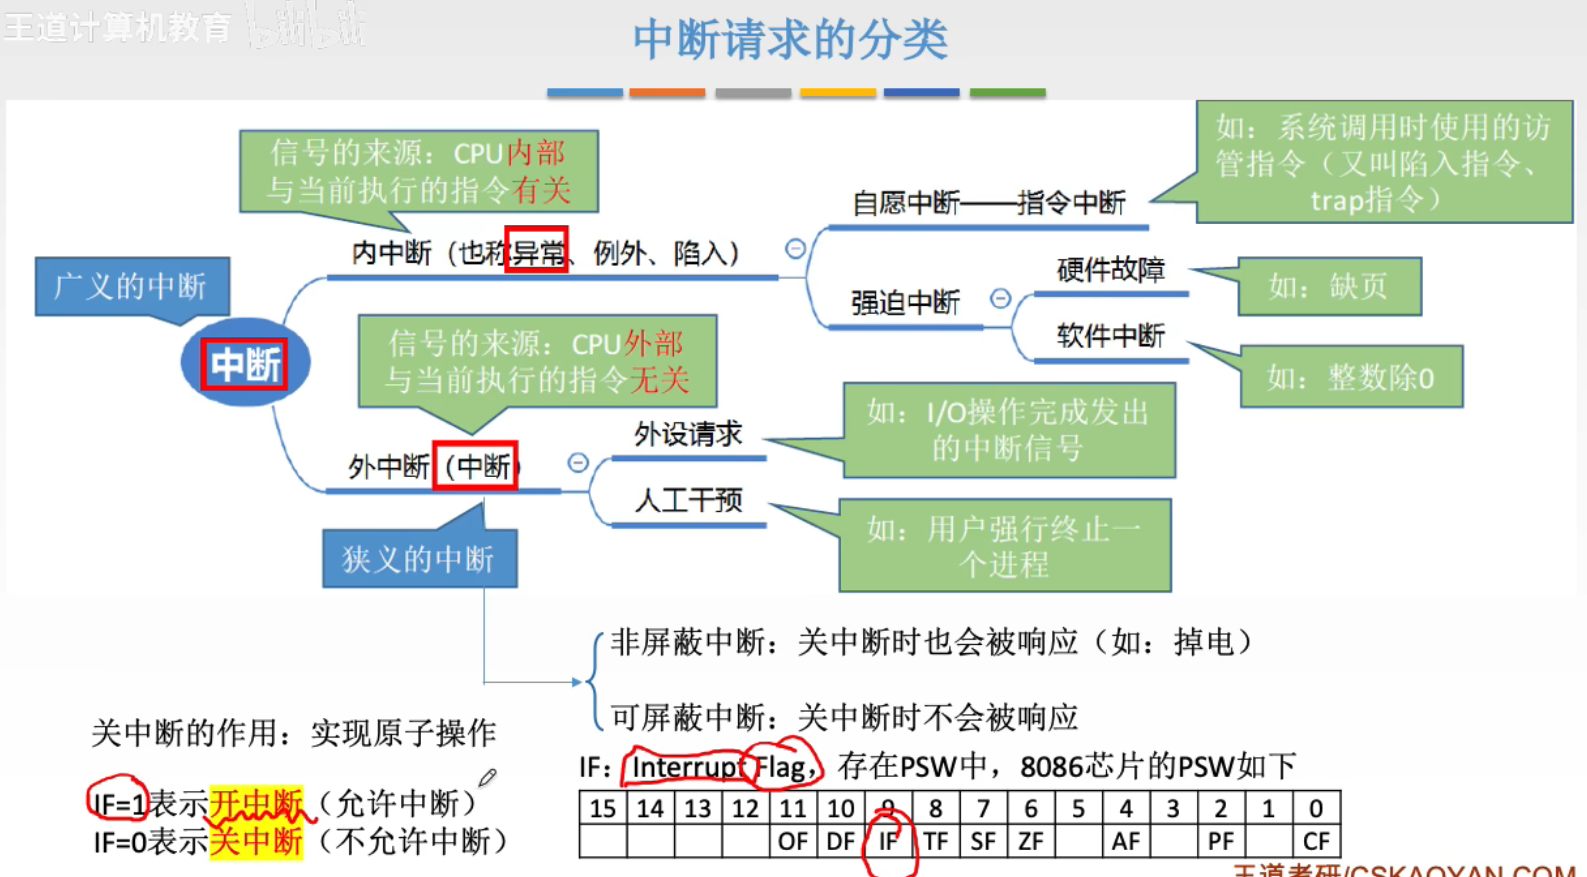 王道计算机教育 bilibili
中断请求的分类
信号的来源：CPU内部
与当前执行的指令有关
如：系统调用时使用的访
管指令（又叫陷入指令、
trap指令）
自愿中断——指令中断
内中断（也称异常、例外、陷入）
广义的中断
硬件故障
如：缺页
强迫中断
软件中断
如：整数除0
中断
信号的来源：CPU外部
与当前执行的指令无关
外设请求
如：I/O操作完成发出
的中断信号
外中断（中断）
人工干预
如：用户强行终止一
个进程
狭义的中断
非屏蔽中断：关中断时也会被响应（如：掉电）
可屏蔽中断：关中断时不会被响应
关中断的作用：实现原子操作
IF=1表示开中断（允许中断）
IF=0表示关中断（不允许中断）
IF：Interrupt Flag，存在PSW中，8086芯片的PSW如下
15 14 13 12 11 10 9 8 7 6 5 4 3 2 1 0
OF DF IF TF SF ZF AF PF CF
王道考研/CSKAOYAN.COM